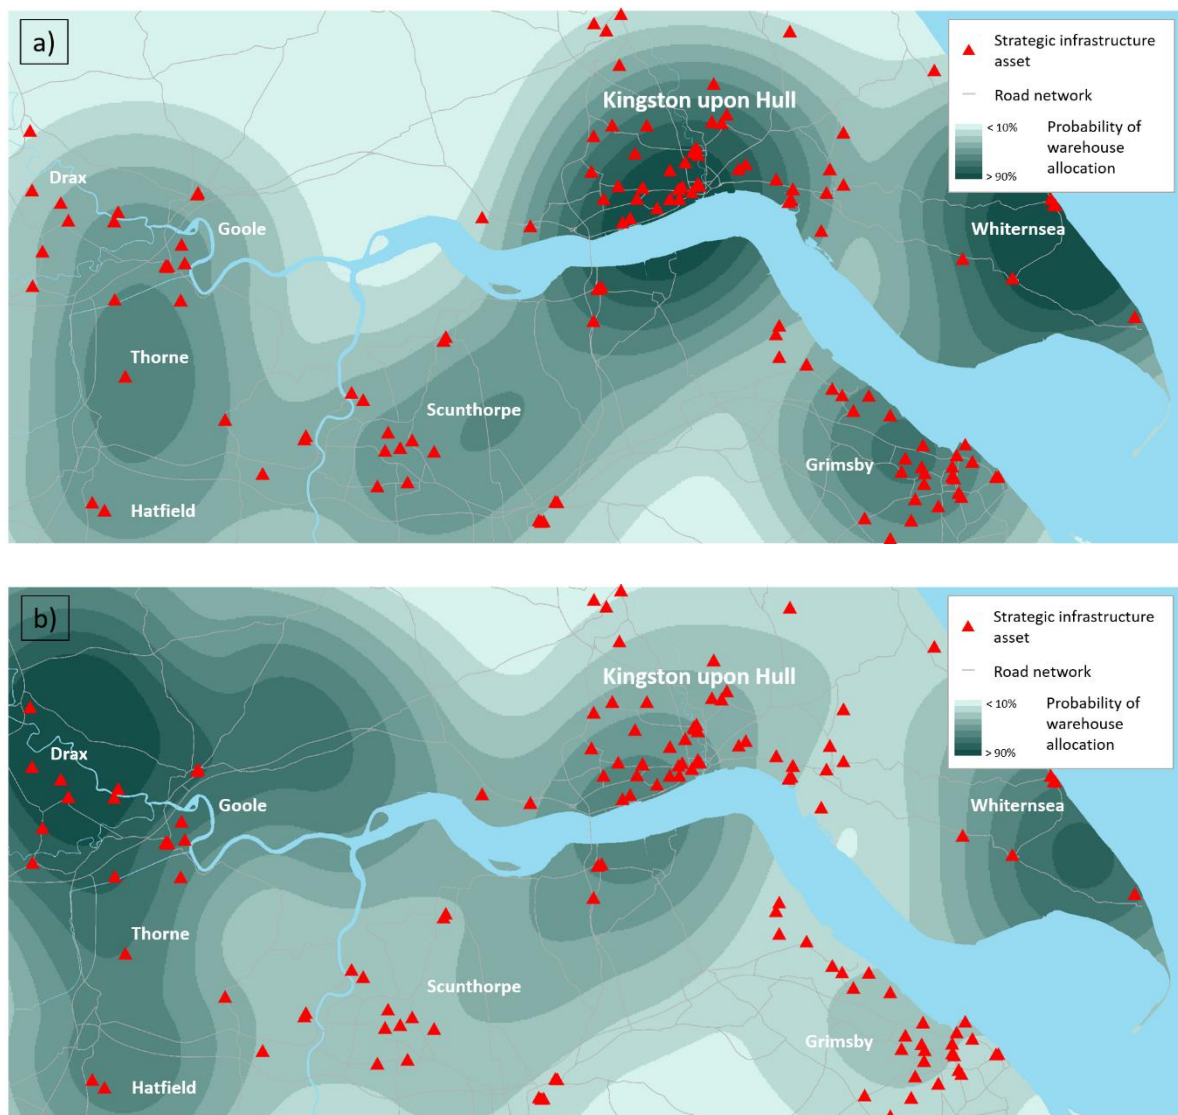 a)
Strategic infrastructure
asset
Road network
< 10%
> 90%
Probability of
warehouse
allocation
Kingston upon Hull
Drax
Goole
Whiternsea
Thorne
Scunthorpe
Grimsby
Hatfield
b)
Strategic infrastructure
asset
Road network
< 10%
> 90%
Probability of
warehouse
allocation
Kingston upon Hull
Drax
Goole
Whiternsea
Thorne
Scunthorpe
Grimsby
Hatfield